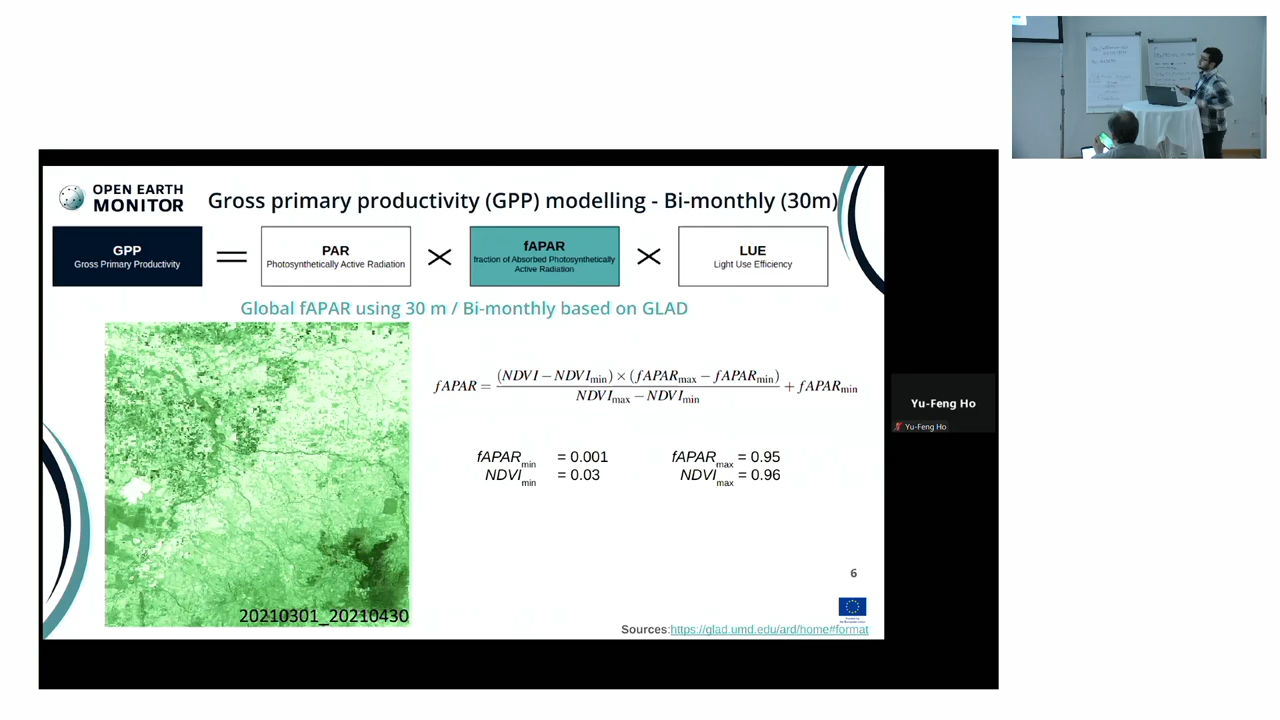 OPEN EARTH
MONITOR
Gross primary productivity (GPP) modelling - Bi-monthly (30m)
GPP
Gross Primary Productivity
=
PAR
Photosynthetically Active Radiation
×
fAPAR
fraction of Absorbed Photosynthetically
Active Radiation
×
LUE
Light Use Efficiency
Global fAPAR using 30 m / Bi-monthly based on GLAD
fAPAR = (NDVI − NDVImin) × (fAPARmax − fAPARmin) / NDVImax − NDVImin + fAPARmin
fAPARmin = 0.001
NDVImin = 0.03
fAPARmax = 0.95
NDVImax = 0.96
20210301_20210430
6
Sources:https://glad.umd.edu/ard/home#format
Yu-Feng Ho
Yu-Feng Ho